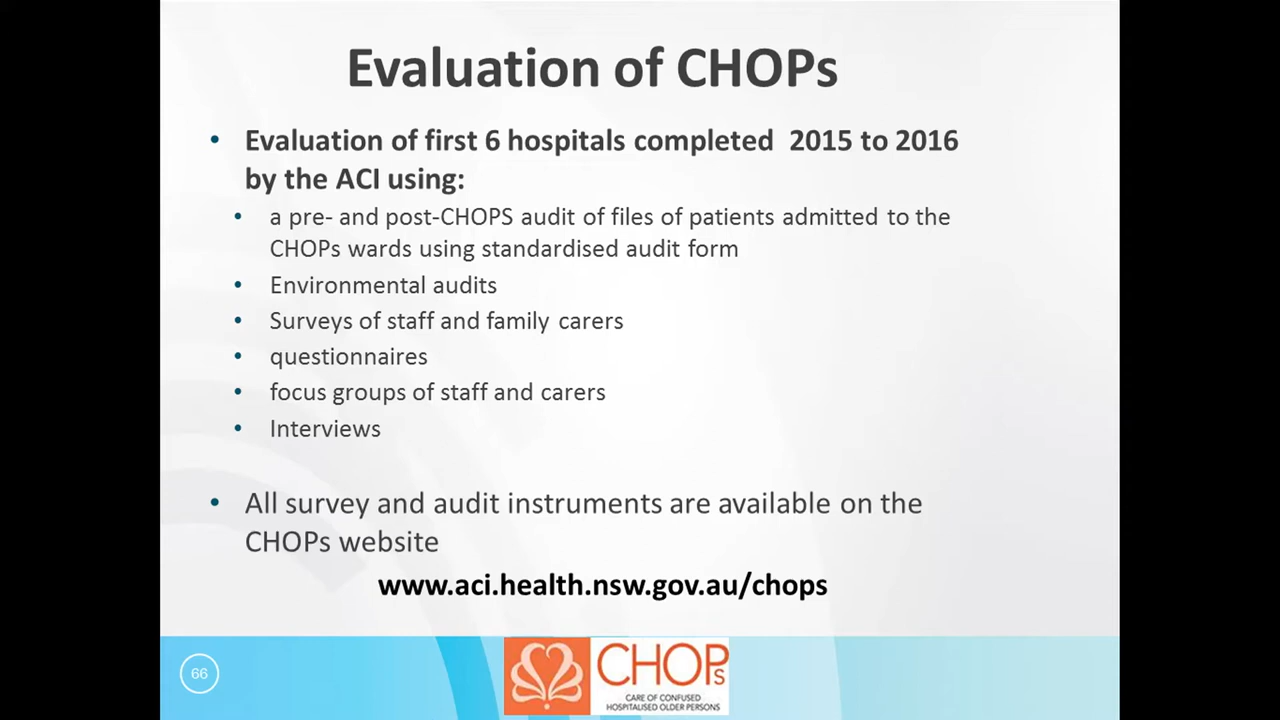 Evaluation of CHOPs
• Evaluation of first 6 hospitals completed 2015 to 2016
by the ACI using:
• a pre- and post-CHOPS audit of files of patients admitted to the
CHOPs wards using standardised audit form
• Environmental audits
• Surveys of staff and family carers
• questionnaires
• focus groups of staff and carers
• Interviews
• All survey and audit instruments are available on the
CHOPs website
www.aci.health.nsw.gov.au/chops
66
CHOPs
CARE OF CONFUSED
HOSPITALISED OLDER PERSONS